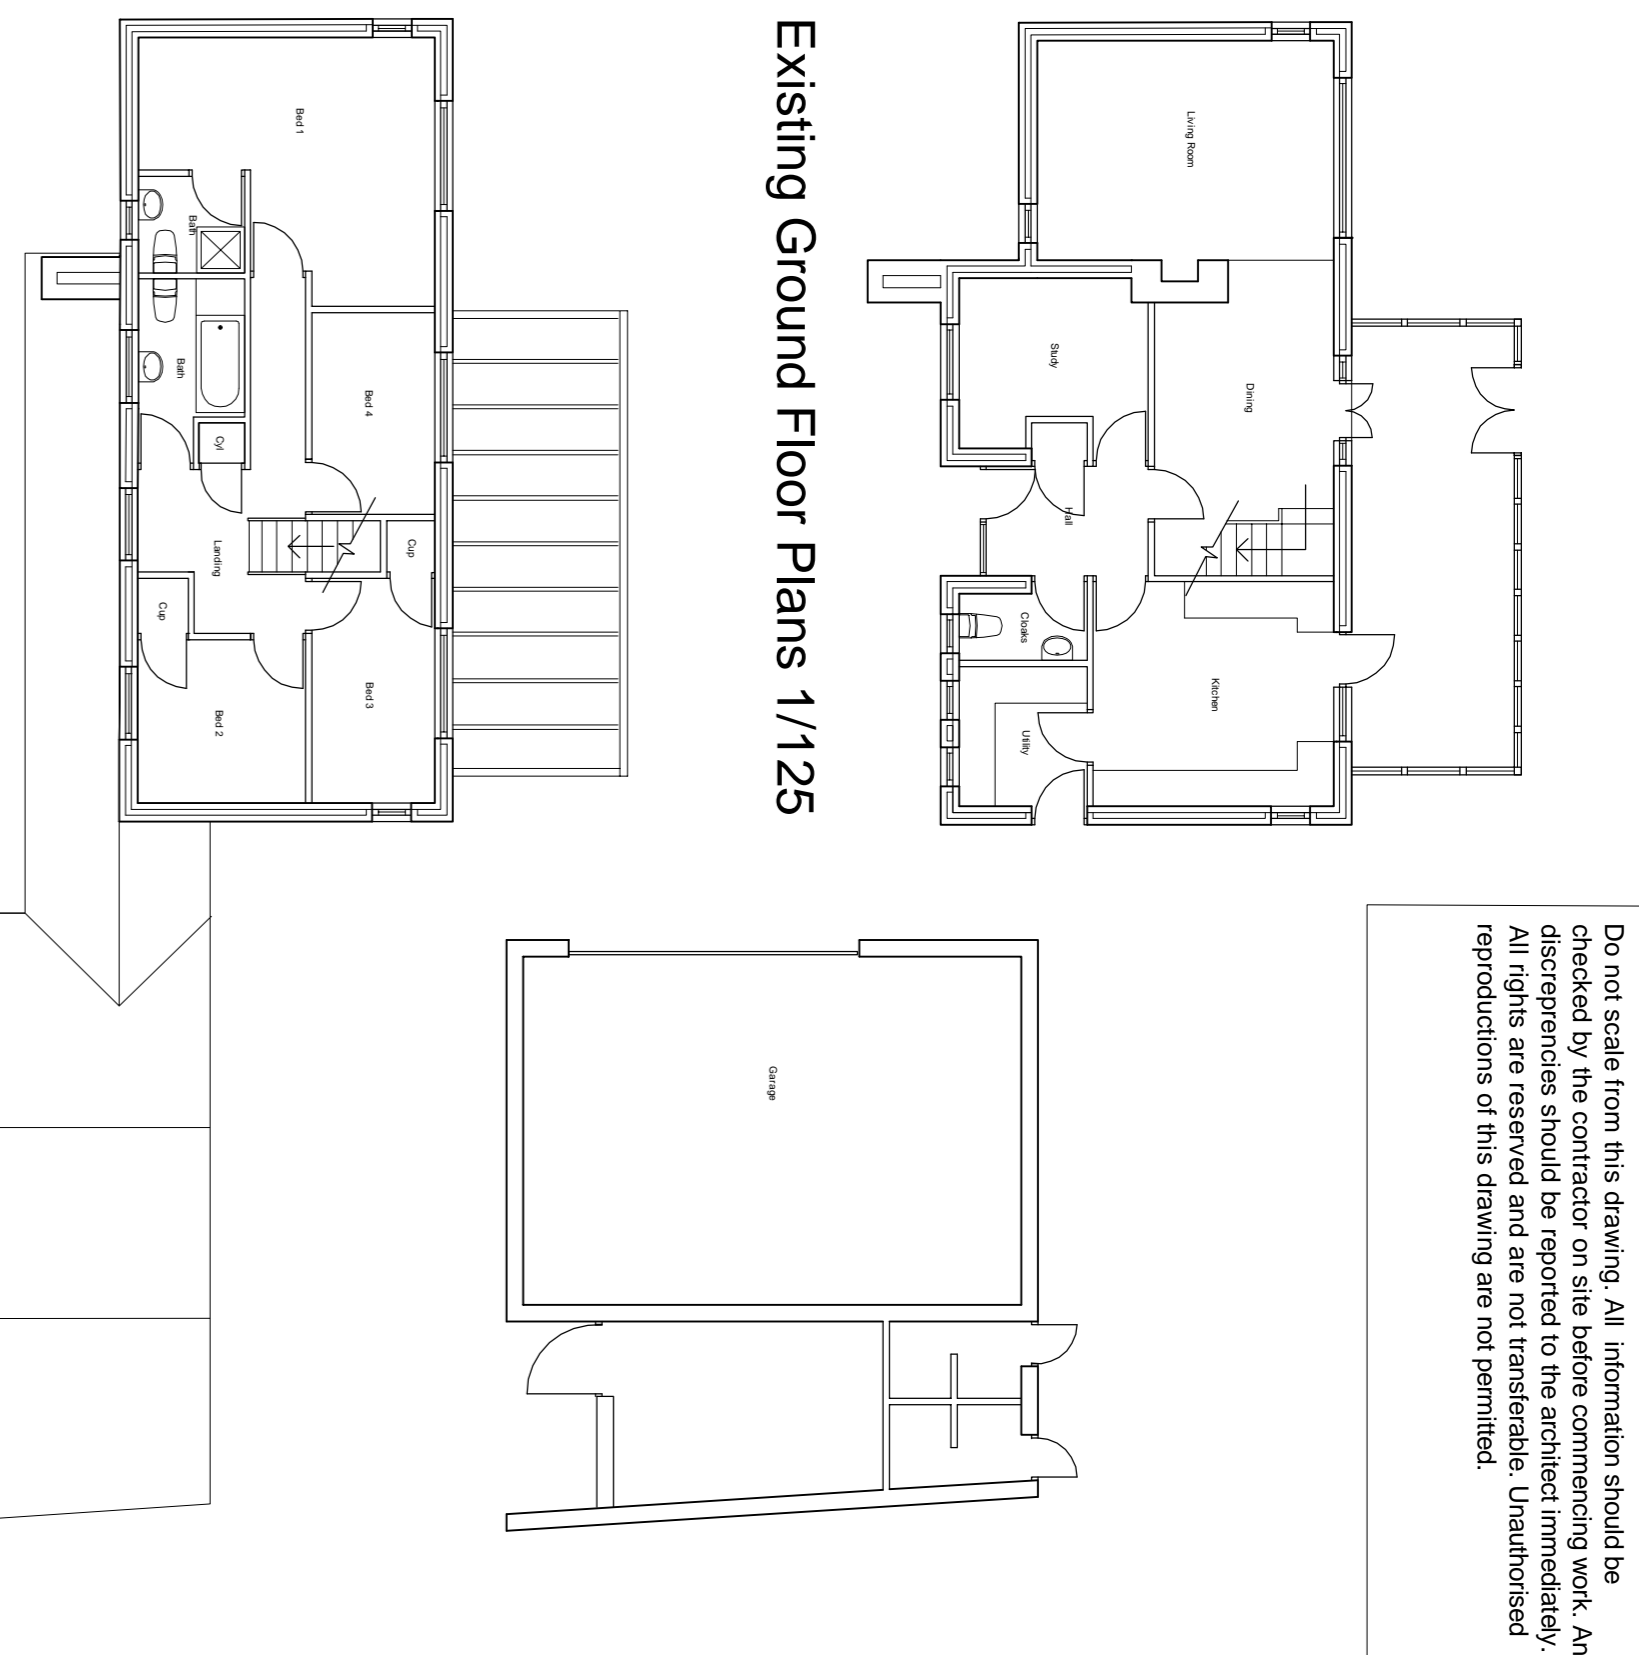 Do not scale from this drawing. All information should be
checked by the contractor on site before commencing work. An
discreprencies should be reported to the architect immediately.
All rights are reserved and are not transferable. Unauthorised
reproductions of this drawing are not permitted.
Living Room
Dining
Study
Hall
Kitchen
Cloaks
Utility
Existing Ground Floor Plans 1/125
Garage
Bed 1
Bath
Bath
Bed 4
Cyl
Cup
Landing
Cup
Bed 3
Bed 2